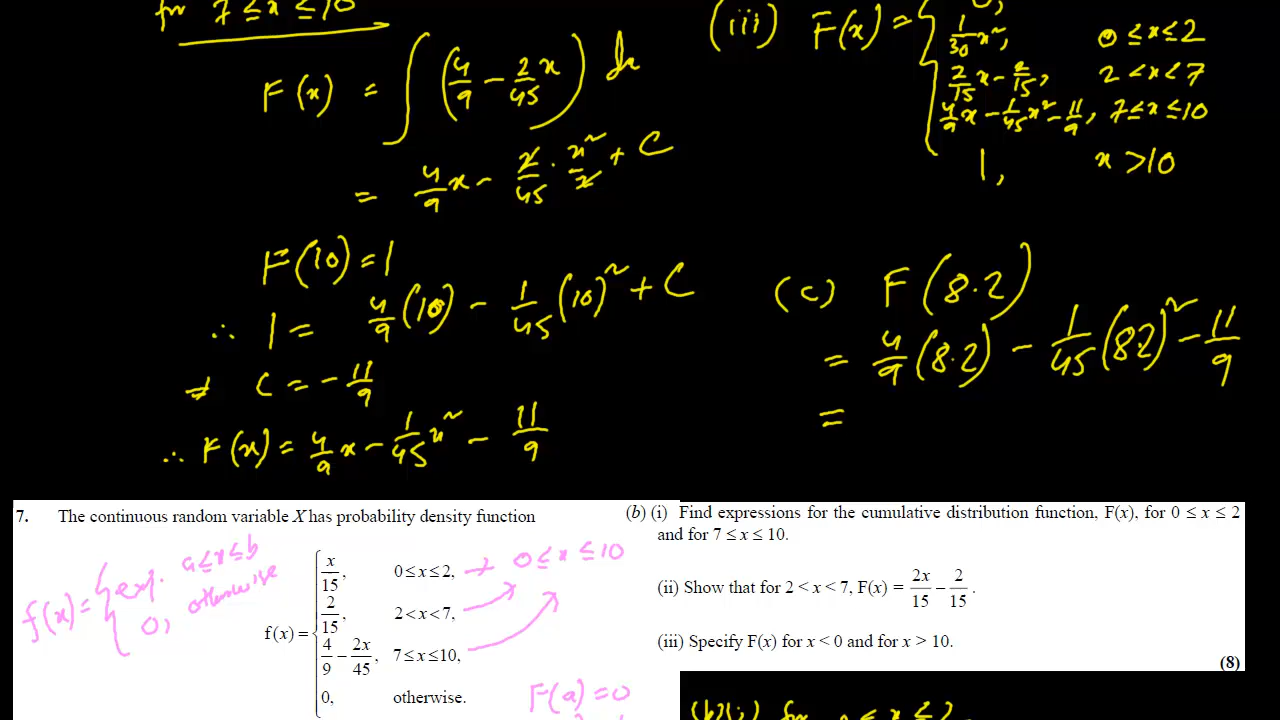 for 7 ≤ x ≤ 10
F(x) = ∫ (4/9 − 2/45 x) dx
= 4/9 x − 2/45 · x²/2 + C
F(10) = 1
∴ 1 = 4/9 (10) − 1/45 (10)² + C
⇒ C = − 11/9
∴ F(x) = 4/9 x − 1/45 x² − 11/9
(iii) F(x) = { 0,
1/30 x², 0 ≤ x ≤ 2
2/15 x − 2/15, 2 < x < 7
4/9 x − 1/45 x² − 11/9, 7 ≤ x ≤ 10
1, x > 10
(c) F(8.2)
= 4/9 (8.2) − 1/45 (8.2)² − 11/9
=
7. The continuous random variable X has probability density function
f(x) = { x/15, 0 ≤ x ≤ 2,
2/15, 2 < x < 7,
4/9 − 2x/45, 7 ≤ x ≤ 10,
0, otherwise.
f(x) = { exp. a ≤ x ≤ b
0, otherwise
0 ≤ x ≤ 10
F(a) = 0
(b) (i) Find expressions for the cumulative distribution function, F(x), for 0 ≤ x ≤ 2
and for 7 ≤ x ≤ 10.
(ii) Show that for 2 < x < 7, F(x) = 2x/15 − 2/15.
(iii) Specify F(x) for x < 0 and for x > 10.
(8)
(b)(i) for 0 ≤ x ≤ 2